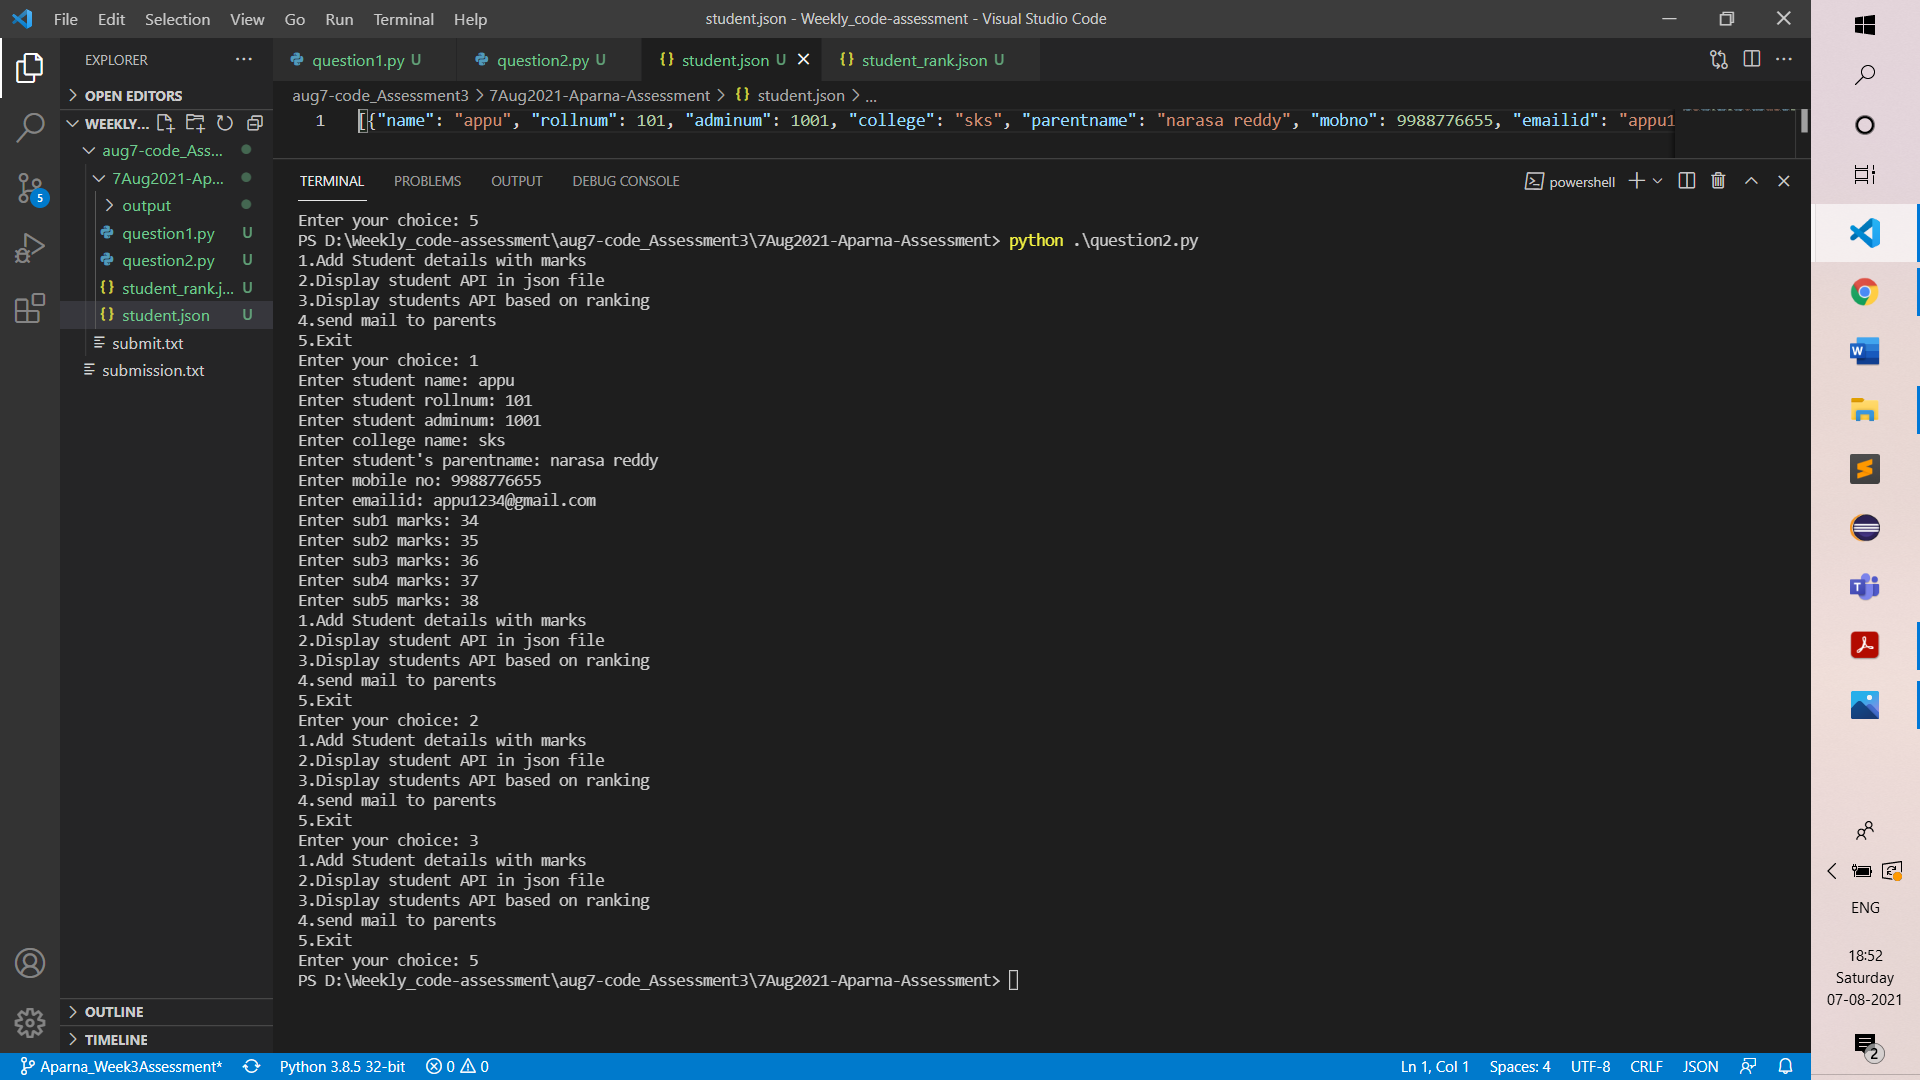 File Edit Selection View Go Run Terminal Help
student.json - Weekly_code-assessment - Visual Studio Code
EXPLORER
OPEN EDITORS
WEEKLY...
aug7-code_Ass...
7Aug2021-Ap...
output
question1.py U
question2.py U
student_rank.j... U
student.json U
submit.txt
submission.txt
OUTLINE
TIMELINE
5
question1.py U question2.py U student.json U student_rank.json U
aug7-code_Assessment3 > 7Aug2021-Aparna-Assessment > {} student.json > ...
1 [{"name": "appu", "rollnum": 101, "adminum": 1001, "college": "sks", "parentname": "narasa reddy", "mobno": 9988776655, "emailid": "appu1
TERMINAL PROBLEMS OUTPUT DEBUG CONSOLE
powershell
Enter your choice: 5
PS D:\Weekly_code-assessment\aug7-code_Assessment3\7Aug2021-Aparna-Assessment> python .\question2.py
1.Add Student details with marks
2.Display student API in json file
3.Display students API based on ranking
4.send mail to parents
5.Exit
Enter your choice: 1
Enter student name: appu
Enter student rollnum: 101
Enter student adminum: 1001
Enter college name: sks
Enter student's parentname: narasa reddy
Enter mobile no: 9988776655
Enter emailid: appu1234@gmail.com
Enter sub1 marks: 34
Enter sub2 marks: 35
Enter sub3 marks: 36
Enter sub4 marks: 37
Enter sub5 marks: 38
1.Add Student details with marks
2.Display student API in json file
3.Display students API based on ranking
4.send mail to parents
5.Exit
Enter your choice: 2
1.Add Student details with marks
2.Display student API in json file
3.Display students API based on ranking
4.send mail to parents
5.Exit
Enter your choice: 3
1.Add Student details with marks
2.Display student API in json file
3.Display students API based on ranking
4.send mail to parents
5.Exit
Enter your choice: 5
PS D:\Weekly_code-assessment\aug7-code_Assessment3\7Aug2021-Aparna-Assessment>
Aparna_Week3Assessment* Python 3.8.5 32-bit 0 0
Ln 1, Col 1 Spaces: 4 UTF-8 CRLF JSON
ENG
18:52
Saturday
07-08-2021
2